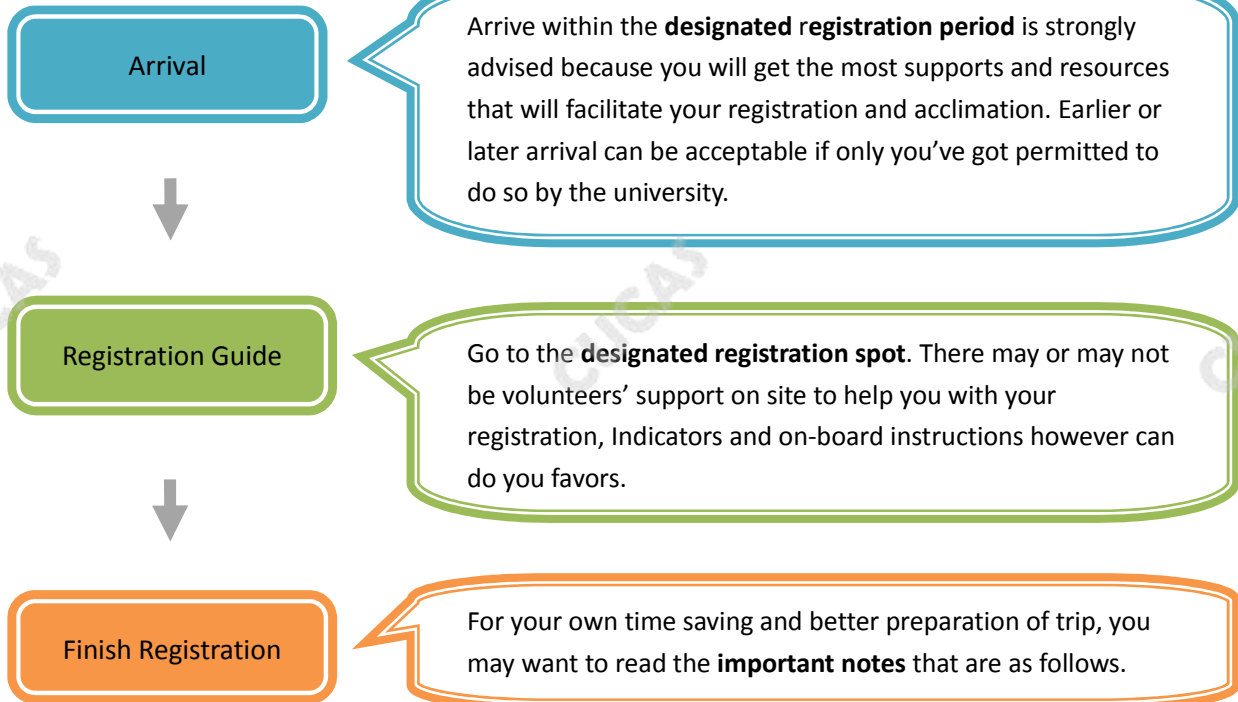 Arrival
Arrive within the designated registration period is strongly
advised because you will get the most supports and resources
that will facilitate your registration and acclimation. Earlier or
later arrival can be acceptable if only you’ve got permitted to
do so by the university.
CUCAS
Registration Guide
Go to the designated registration spot. There may or may not
be volunteers’ support on site to help you with your
registration, Indicators and on-board instructions however can
do you favors.
Finish Registration
For your own time saving and better preparation of trip, you
may want to read the important notes that are as follows.